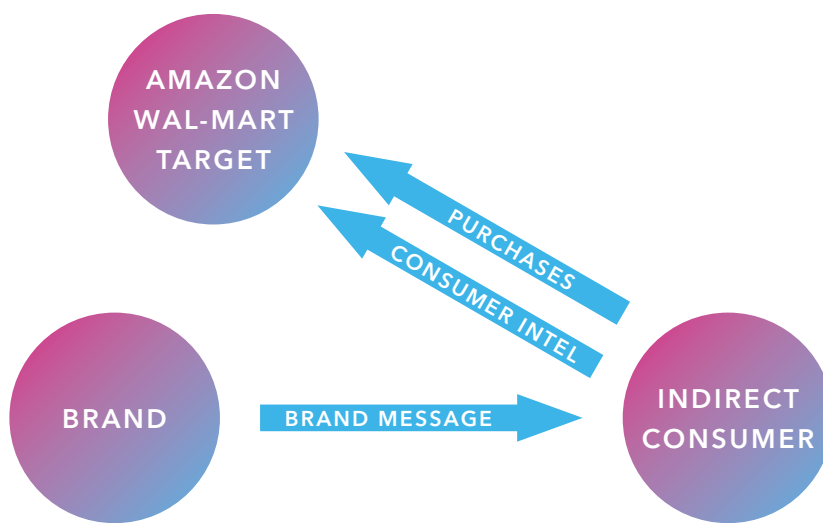 AMAZON
WAL-MART
TARGET
PURCHASES
CONSUMER INTEL
BRAND
BRAND MESSAGE
INDIRECT
CONSUMER